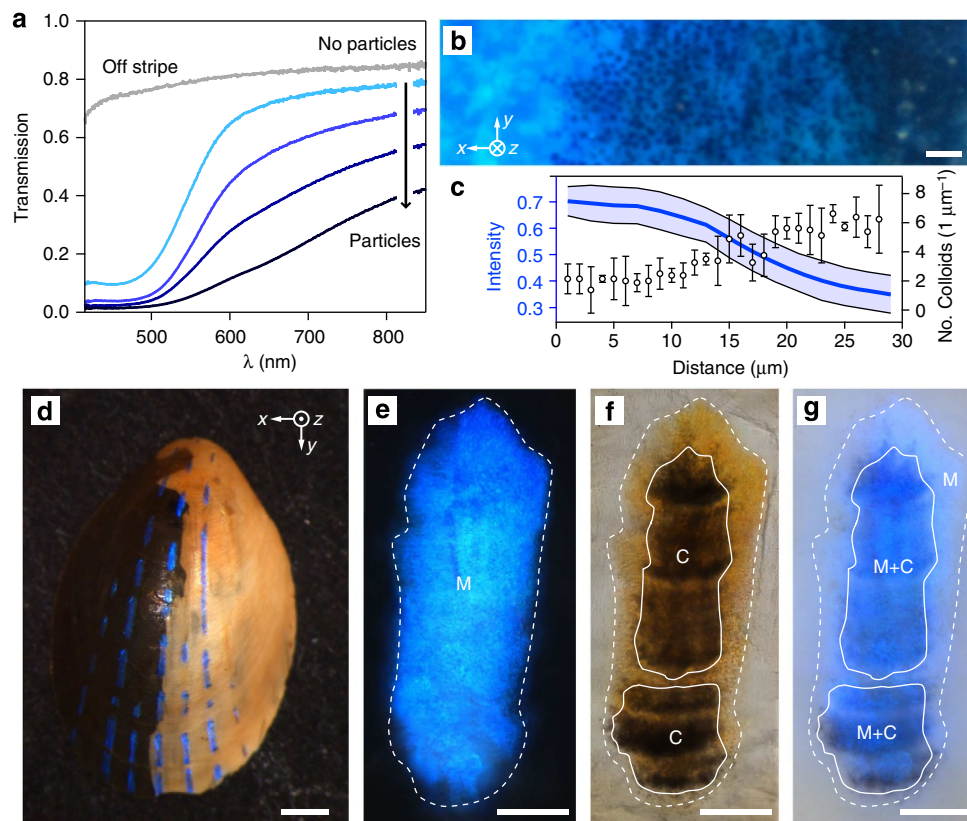 a
1.0
0.8
0.6
0.4
0.2
0.0
Transmission
Off stripe
No particles
Particles
500
600
700
800
λ (nm)
b
y
x
z
c
0.7
0.6
0.5
0.4
0.3
Intensity
8
6
4
2
0
No. Colloids (1 μm⁻¹)
0
5
10
15
20
25
30
Distance (μm)
d
x
z
y
e
M
f
C
C
g
M
M+C
M+C